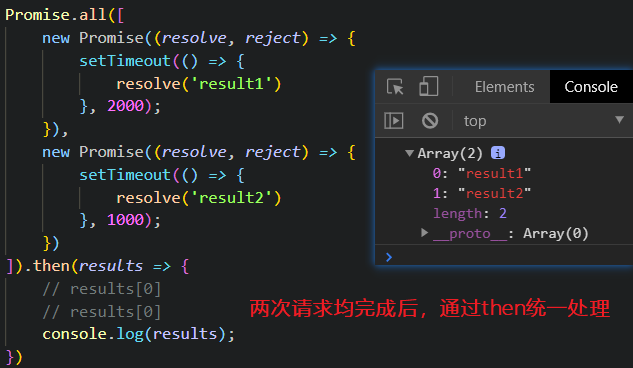 Promise.all([
    new Promise((resolve, reject) => {
        setTimeout(() => {
            resolve('result1')
        }, 2000);
    }),
    new Promise((resolve, reject) => {
        setTimeout(() => {
            resolve('result2')
        }, 1000);
    })
]).then(results => {
    // results[0]
    // results[0]
    console.log(results);
})
Elements Console
top
Array(2) i
0: "result1"
1: "result2"
length: 2
__proto__: Array(0)
两次请求均完成后，通过then统一处理